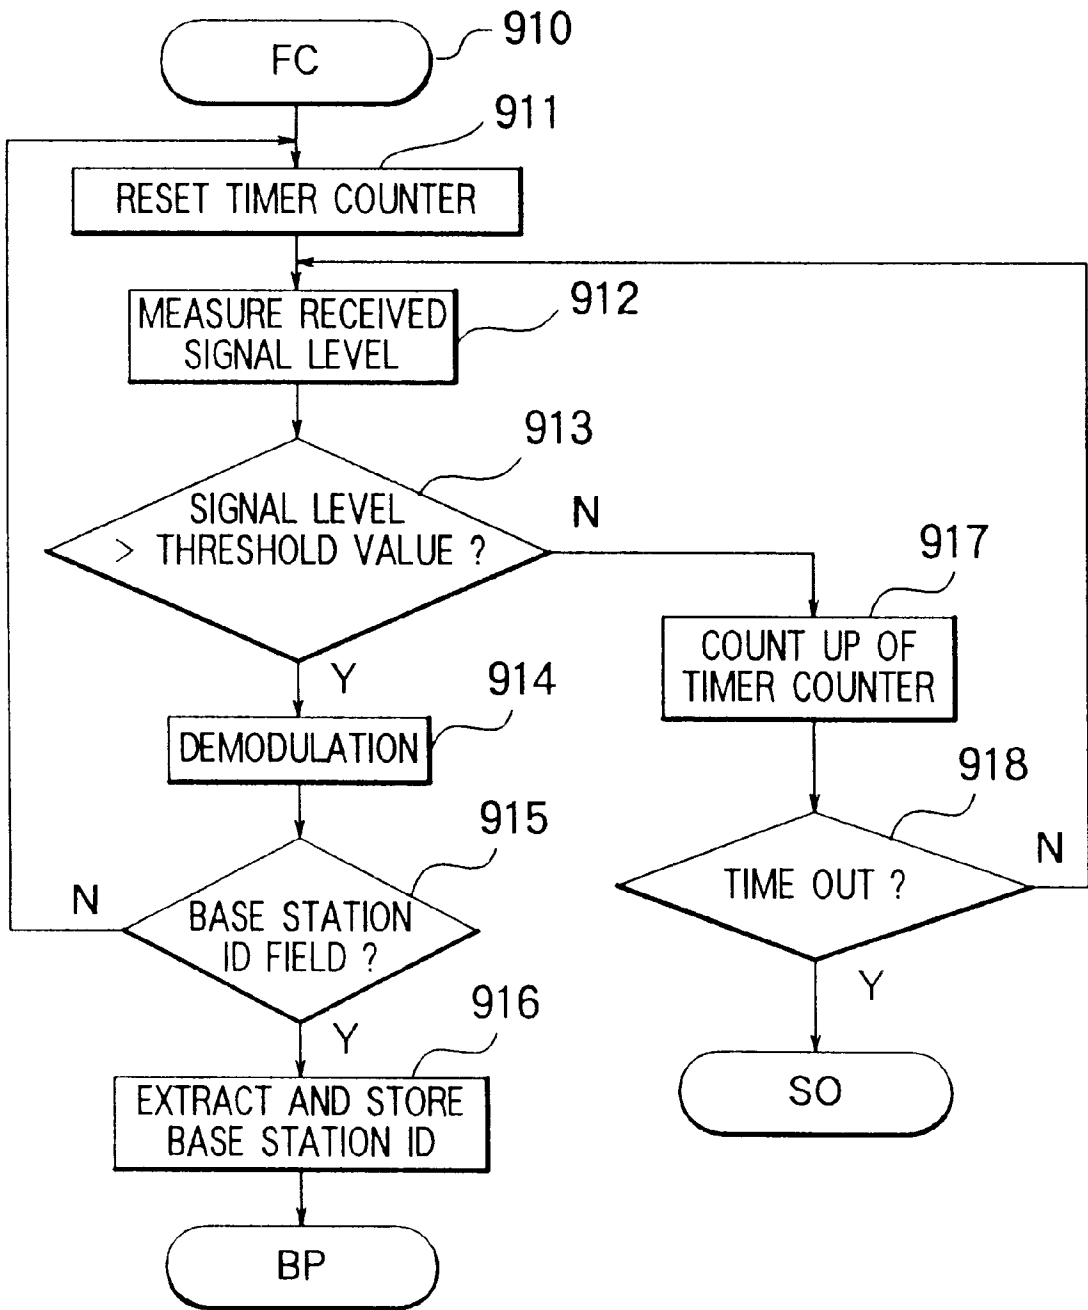 910
FC
911
RESET TIMER COUNTER
912
MEASURE RECEIVED
SIGNAL LEVEL
913
SIGNAL LEVEL
> THRESHOLD VALUE ?
N
917
COUNT UP OF
TIMER COUNTER
Y
914
DEMODULATION
918
TIME OUT ?
N
915
N
BASE STATION
ID FIELD ?
Y
916
Y
EXTRACT AND STORE
BASE STATION ID
SO
BP